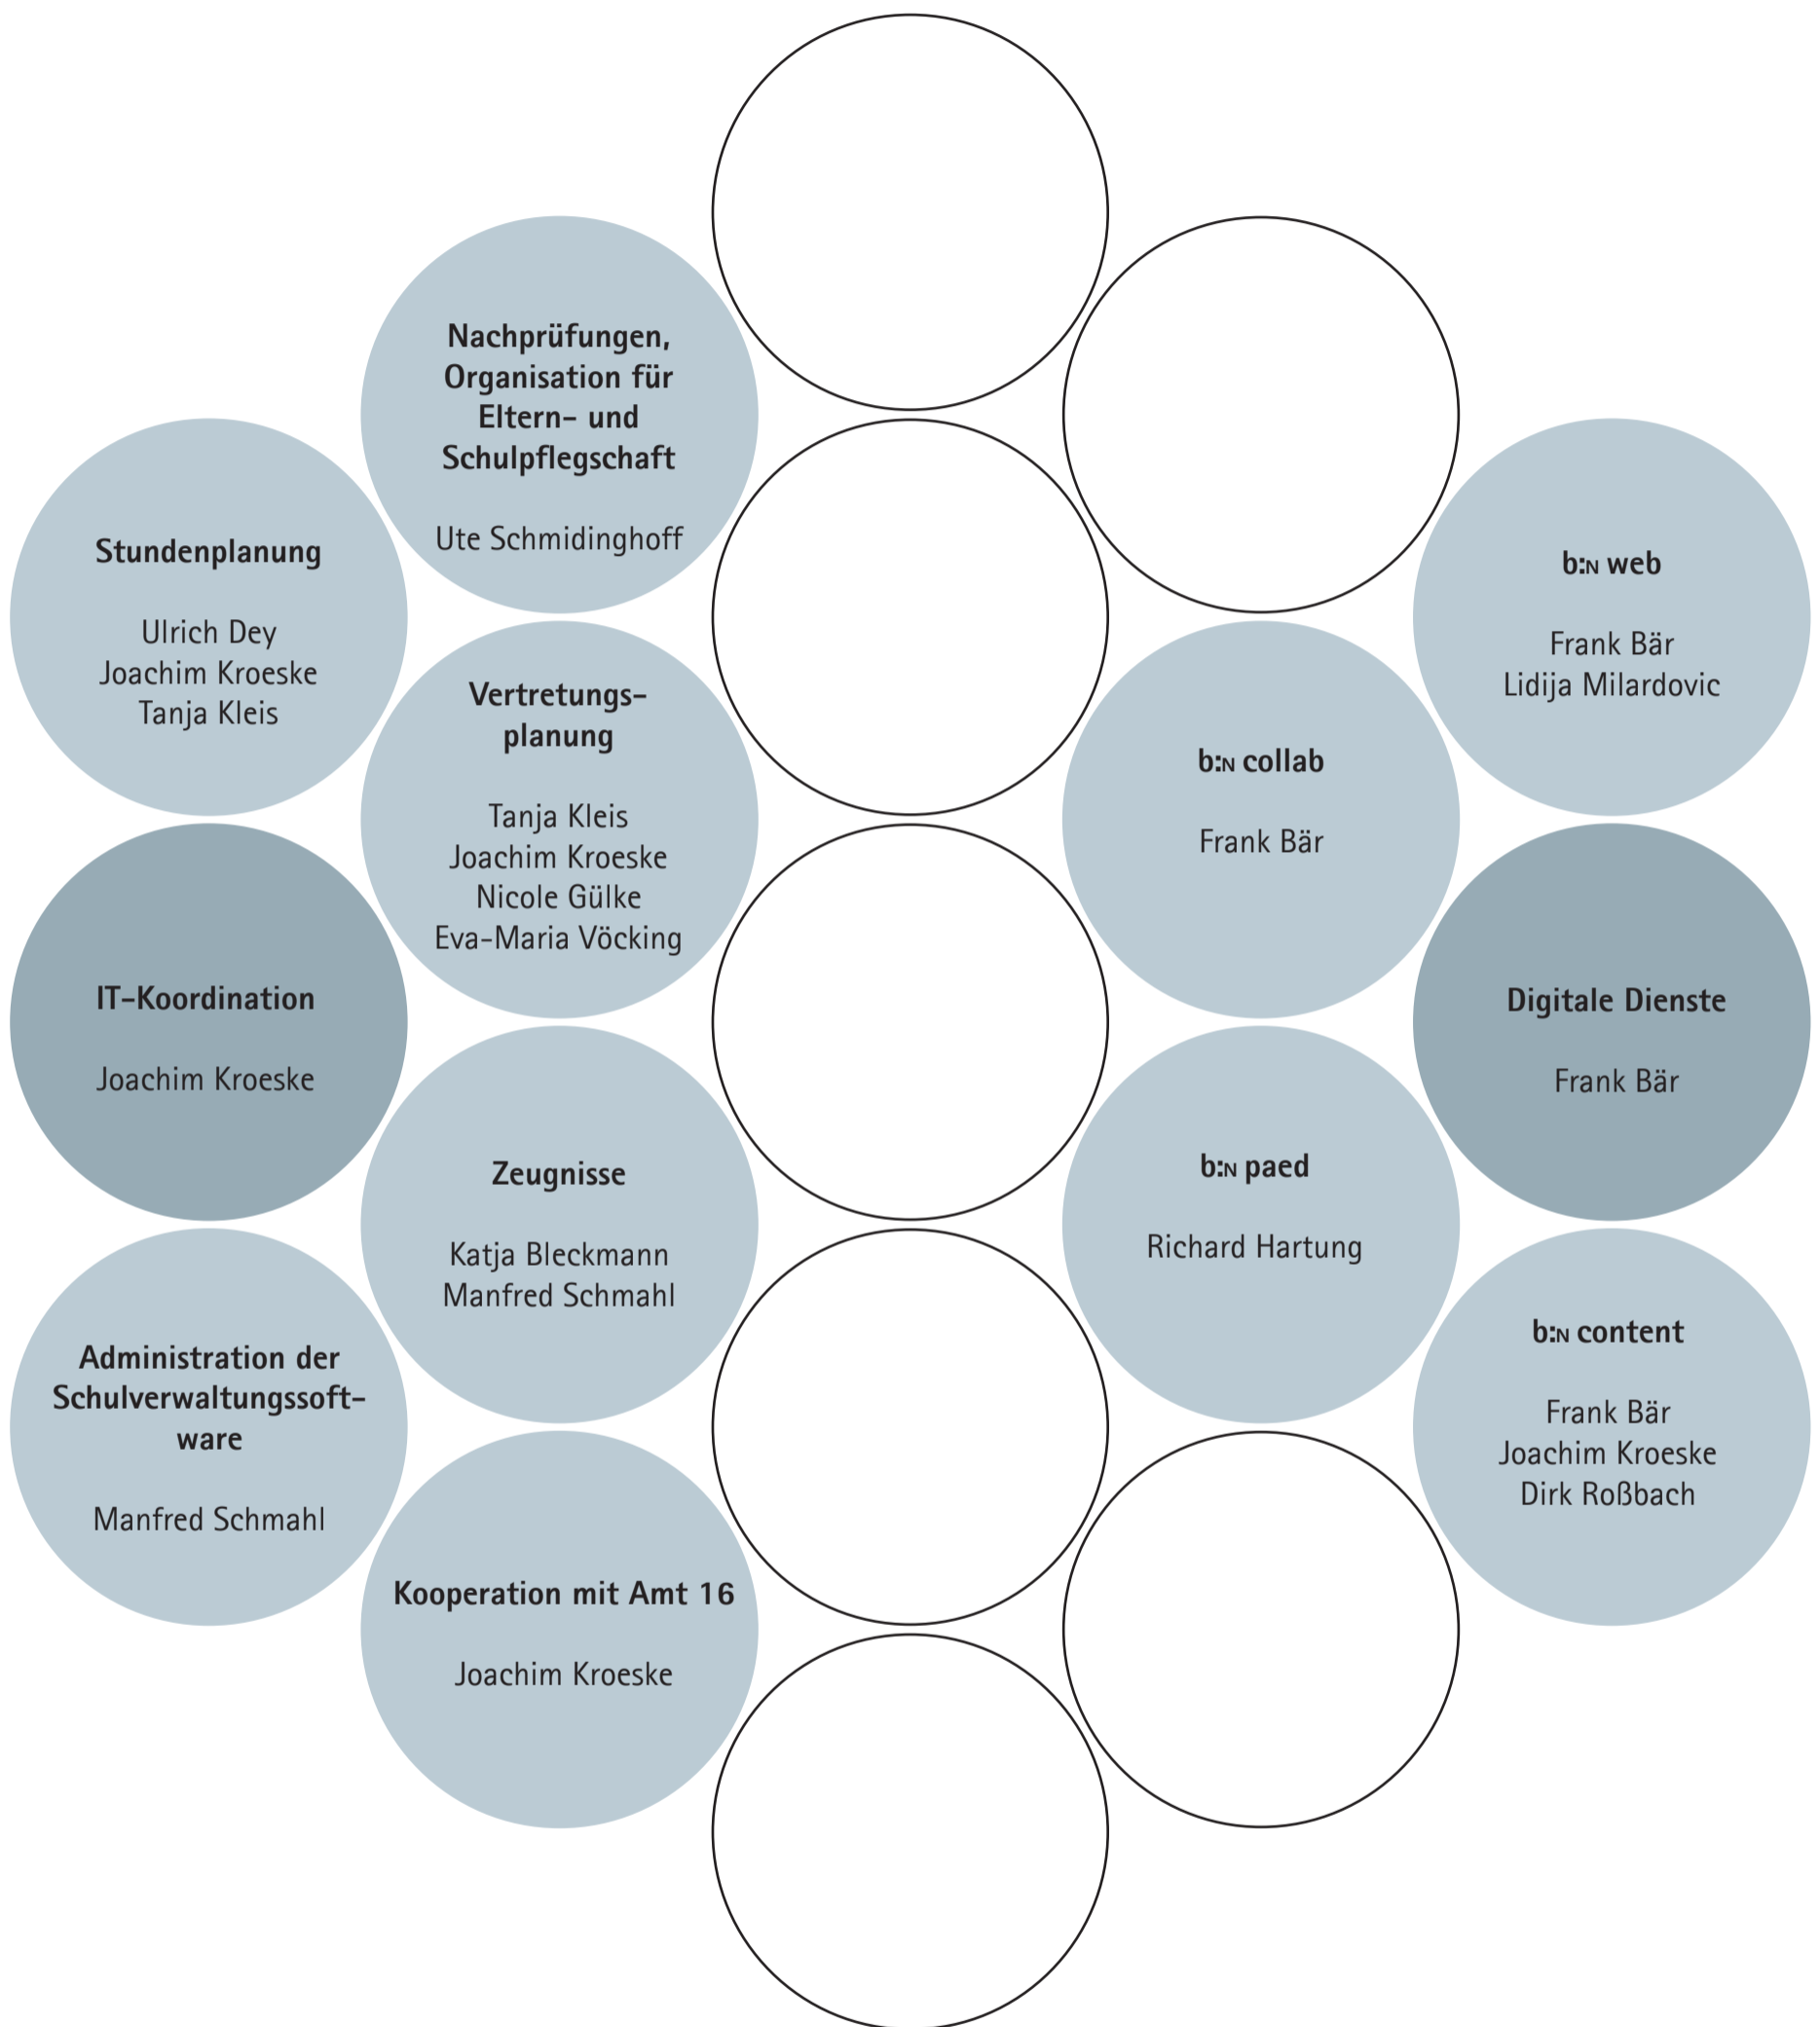 Nachprüfungen,
Organisation für
Eltern- und
Schulpflegschaft
Ute Schmidinghoff
Stundenplanung
Ulrich Dey
Joachim Kroeske
Tanja Kleis
Vertretungs-
planung
Tanja Kleis
Joachim Kroeske
Nicole Gülke
Eva-Maria Vöcking
IT-Koordination
Joachim Kroeske
Zeugnisse
Katja Bleckmann
Manfred Schmahl
Administration der
Schulverwaltungssoft-
ware
Manfred Schmahl
Kooperation mit Amt 16
Joachim Kroeske
b:N web
Frank Bär
Lidija Milardovic
b:N collab
Frank Bär
Digitale Dienste
Frank Bär
b:N paed
Richard Hartung
b:N content
Frank Bär
Joachim Kroeske
Dirk Roßbach